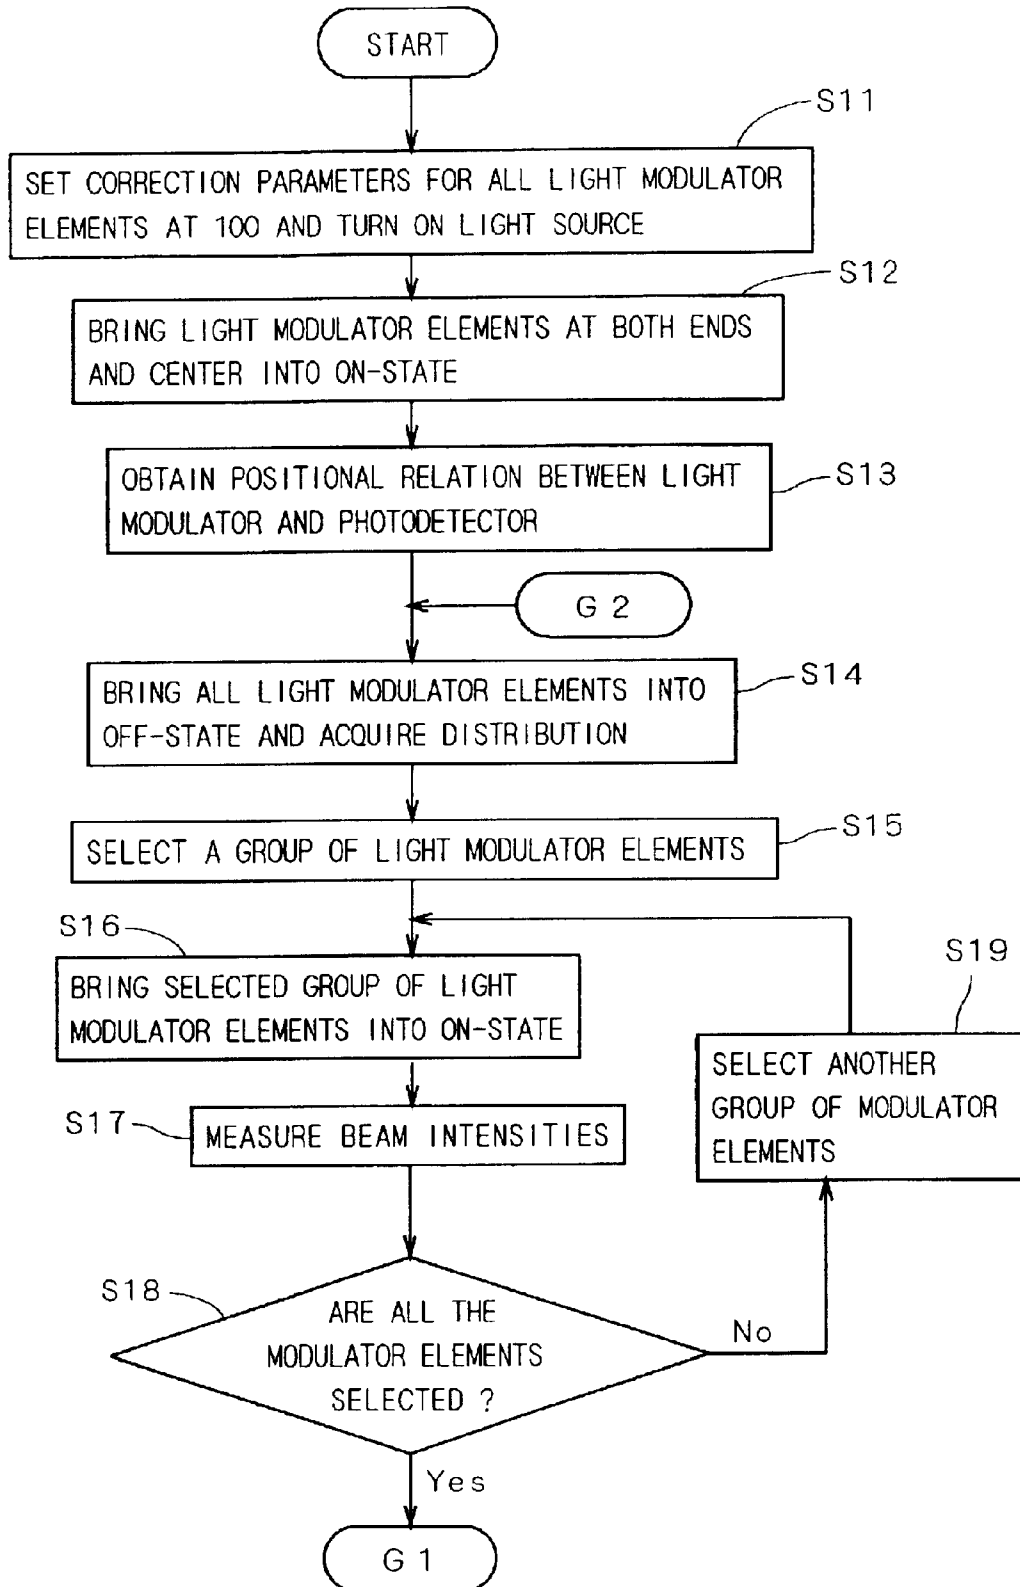 START
S11
SET CORRECTION PARAMETERS FOR ALL LIGHT MODULATOR
ELEMENTS AT 100 AND TURN ON LIGHT SOURCE
S12
BRING LIGHT MODULATOR ELEMENTS AT BOTH ENDS
AND CENTER INTO ON-STATE
S13
OBTAIN POSITIONAL RELATION BETWEEN LIGHT
MODULATOR AND PHOTODETECTOR
G 2
S14
BRING ALL LIGHT MODULATOR ELEMENTS INTO
OFF-STATE AND ACQUIRE DISTRIBUTION
S15
SELECT A GROUP OF LIGHT MODULATOR ELEMENTS
S16
BRING SELECTED GROUP OF LIGHT
MODULATOR ELEMENTS INTO ON-STATE
S19
SELECT ANOTHER
GROUP OF MODULATOR
ELEMENTS
S17
MEASURE BEAM INTENSITIES
S18
ARE ALL THE
MODULATOR ELEMENTS
SELECTED ?
No
Yes
G 1